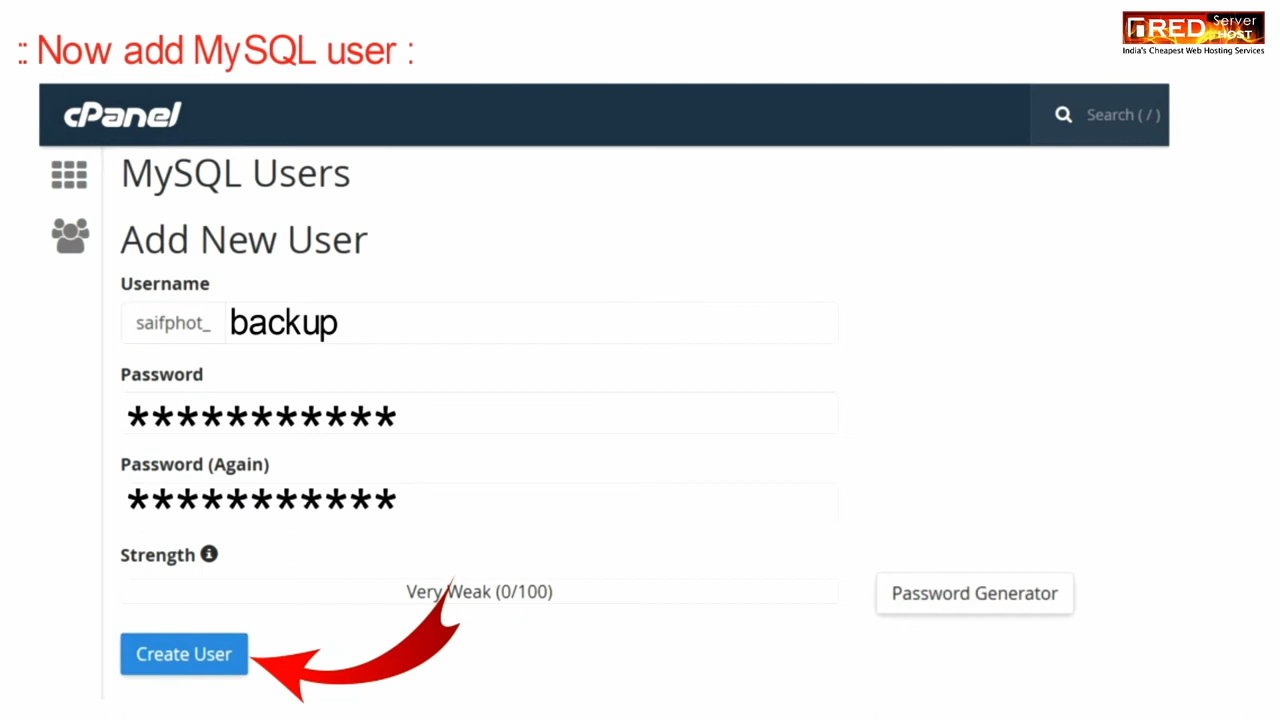 :: Now add MySQL user :
RED Server HOST
India's Cheapest Web Hosting Services
cPanel
Search ( / )
MySQL Users
Add New User
Username
saifphot_ backup
Password
***********
Password (Again)
***********
Strength
Very Weak (0/100)
Password Generator
Create User